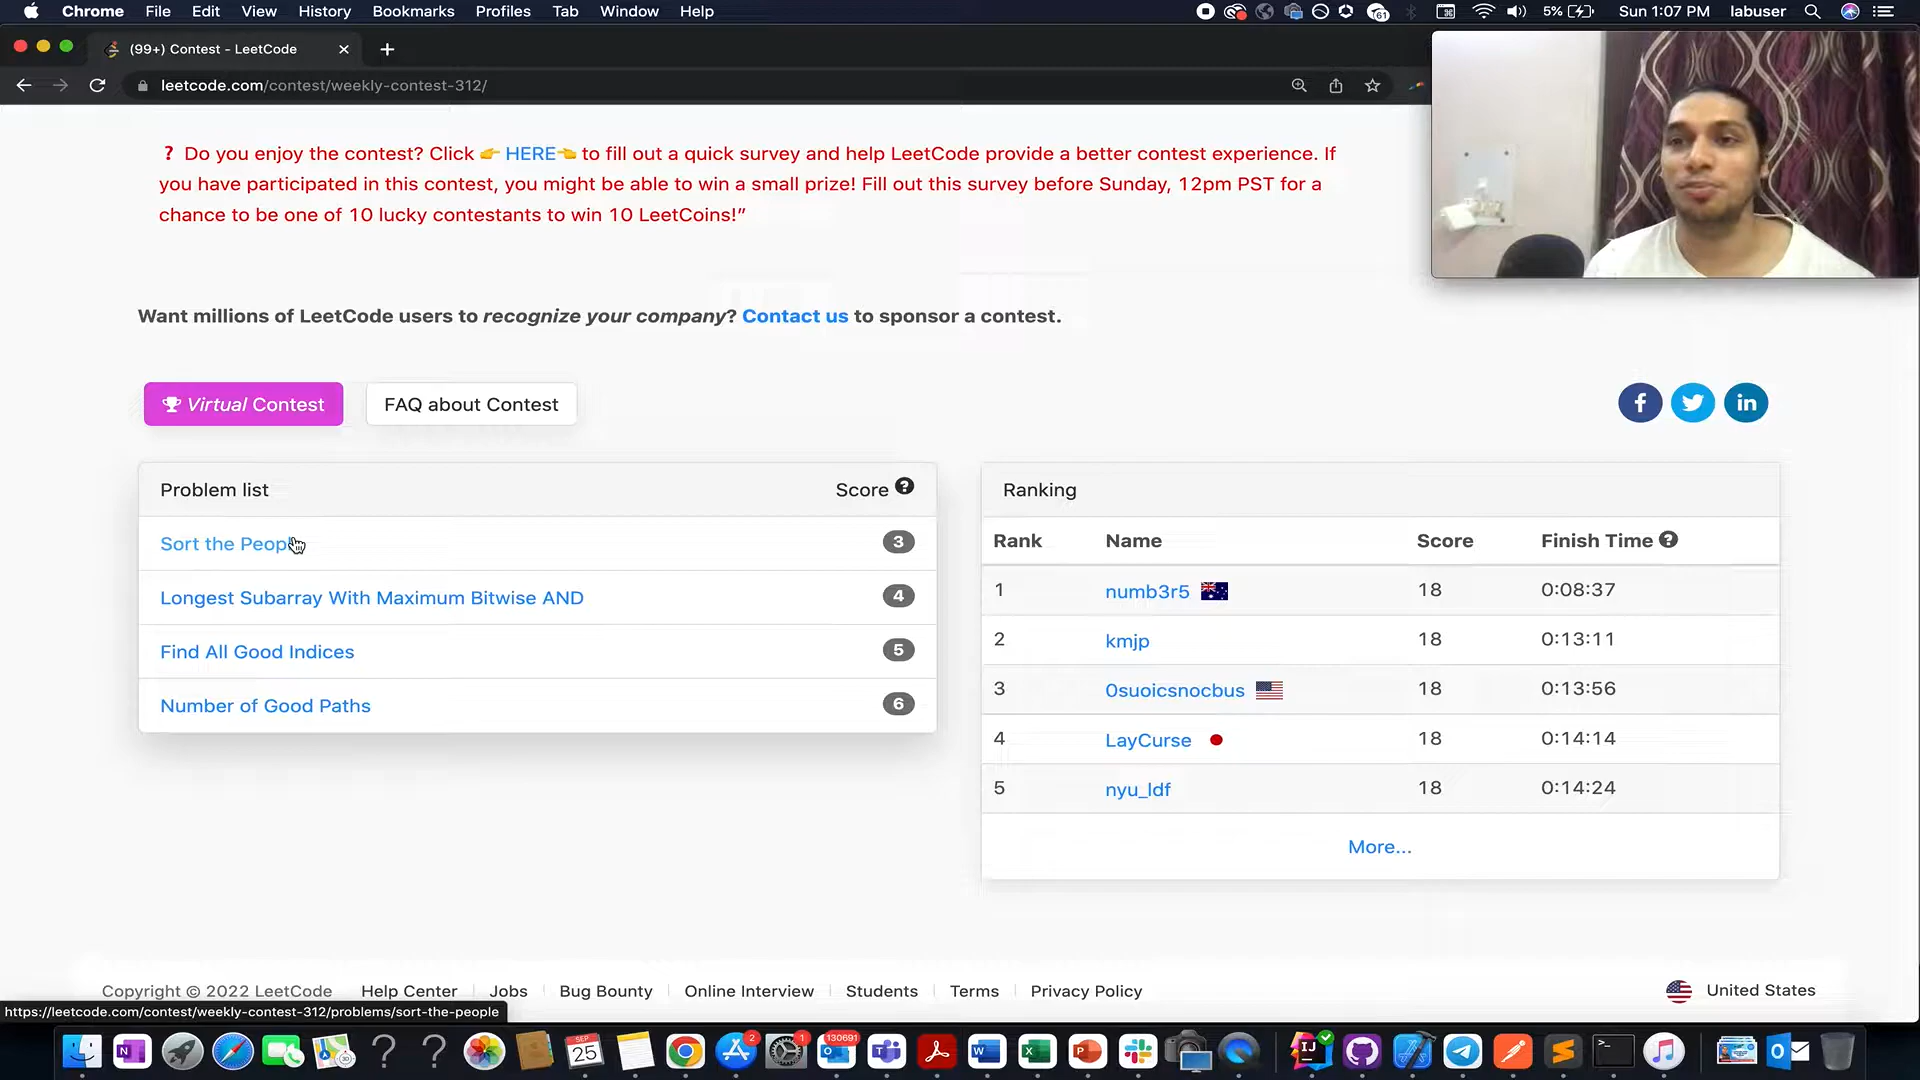 Chrome File Edit View History Bookmarks Profiles Tab Window Help
61 5% Sun 1:07 PM labuser
(99+) Contest - LeetCode
leetcode.com/contest/weekly-contest-312/
? Do you enjoy the contest? Click 👉 HERE👈 to fill out a quick survey and help LeetCode provide a better contest experience. If
you have participated in this contest, you might be able to win a small prize! Fill out this survey before Sunday, 12pm PST for a
chance to be one of 10 lucky contestants to win 10 LeetCoins!”
Want millions of LeetCode users to recognize your company? Contact us to sponsor a contest.
Virtual Contest
FAQ about Contest
Problem list Score ?
Sort the Peop
3
Longest Subarray With Maximum Bitwise AND 4
Find All Good Indices 5
Number of Good Paths 6
Ranking
Rank Name Score Finish Time ?
1 numb3r5 18 0:08:37
2 kmjp 18 0:13:11
3 0suoicsnocbus 18 0:13:56
4 LayCurse 18 0:14:14
5 nyu_ldf 18 0:14:24
More...
Copyright © 2022 LeetCode Help Center Jobs Bug Bounty Online Interview Students Terms Privacy Policy
United States
https://leetcode.com/contest/weekly-contest-312/problems/sort-the-people
N ? ? SEP 25 2 1 130691 W X P IJ